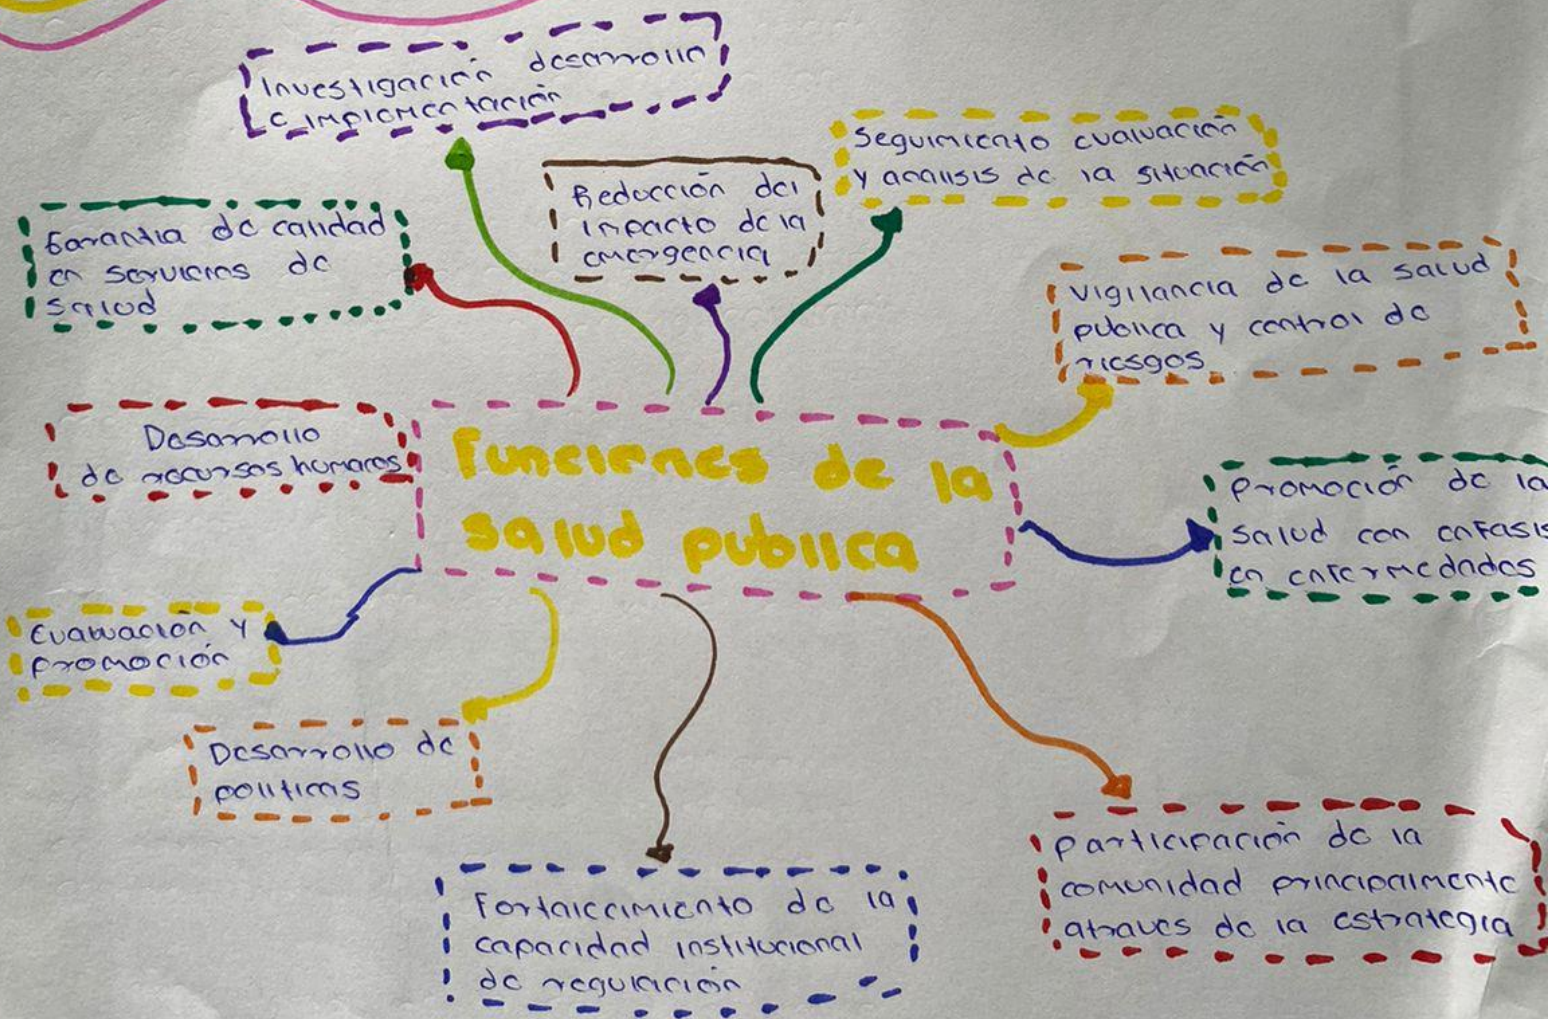 Investigación desarrollo
e implementación
Seguimiento evaluación
y analisis de la situación
Reducción del
impacto de la
emergencia
Garantia de calidad
en servicios de
salud
Vigilancia de la salud
publica y control de
riesgos
Desarrollo
de recursos humanos
Funciones de la
salud publica
Promoción de la
salud con enfasis
en enfermedades
Evaluación y
promoción
Desarrollo de
politicas
Participación de la
comunidad principalmente
atraves de la estrategia
Fortalecimiento de la
capacidad institucional
de regulación